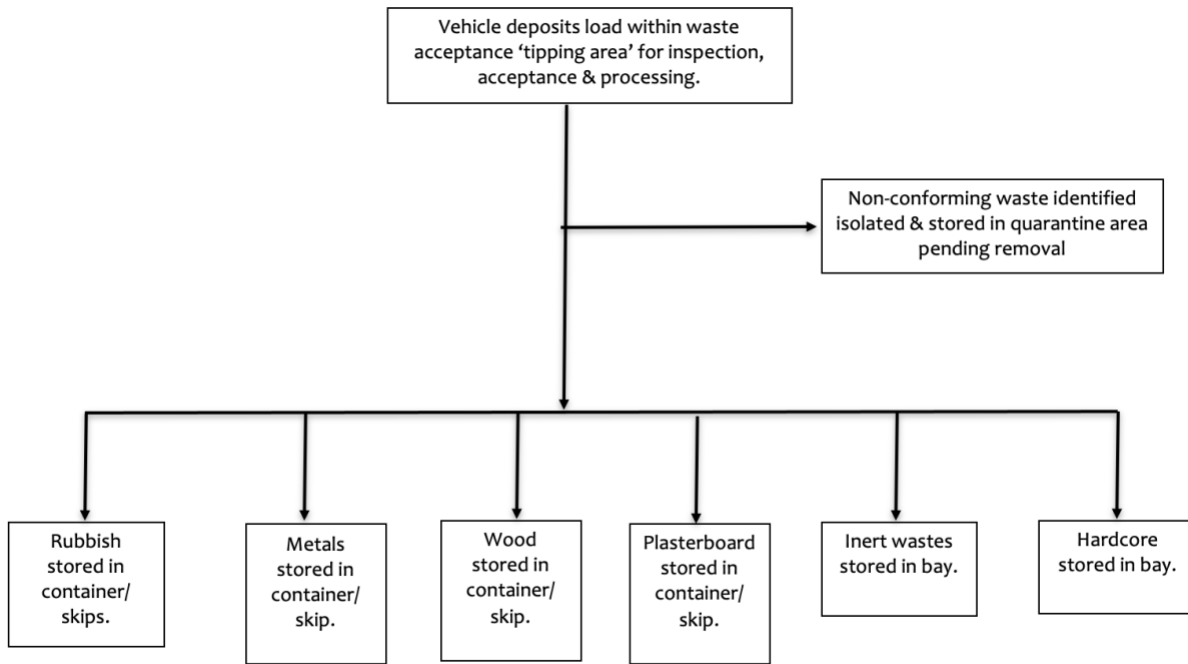 Vehicle deposits load within waste
acceptance ‘tipping area’ for inspection,
acceptance & processing.
Non-conforming waste identified
isolated & stored in quarantine area
pending removal
Rubbish
stored in
container/
skips.
Metals
stored in
container/
skip.
Wood
stored in
container/
skip.
Plasterboard
stored in
container/
skip.
Inert wastes
stored in bay.
Hardcore
stored in bay.